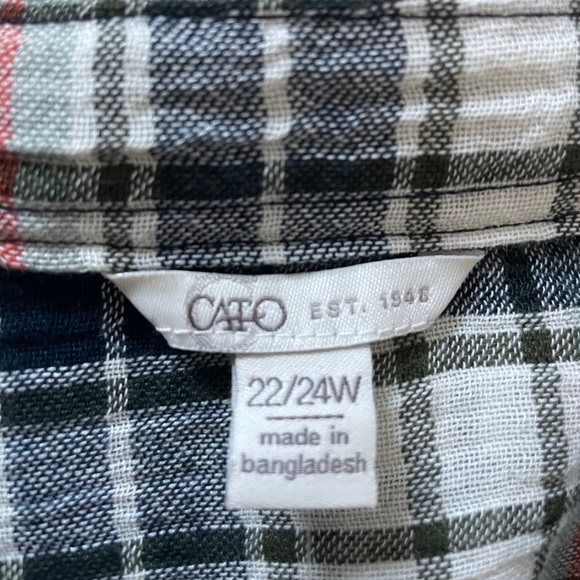 CATO EST. 1946
22/24W
made in
bangladesh